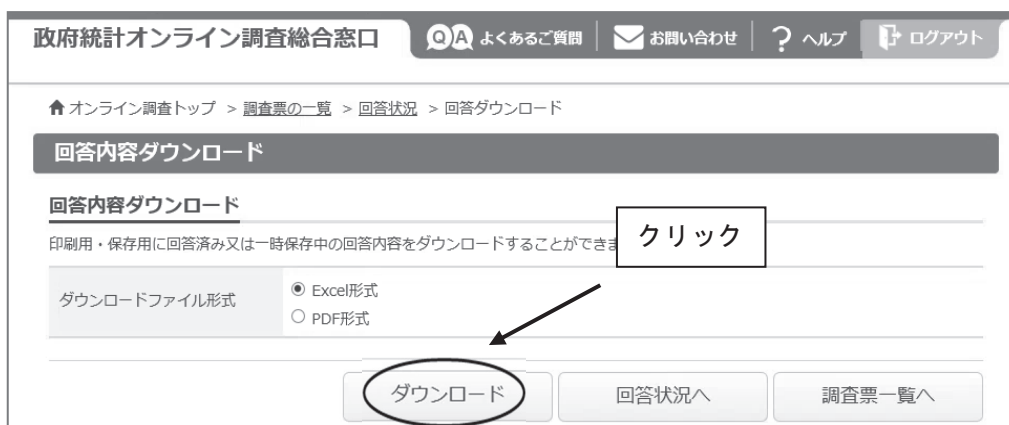 政府統計オンライン調査総合窓口 QA よくあるご質問 お問い合わせ ? ヘルプ ログアウト
オンライン調査トップ > 調査票の一覧 > 回答状況 > 回答ダウンロード
回答内容ダウンロード
回答内容ダウンロード
印刷用・保存用に回答済み又は一時保存中の回答内容をダウンロードすることができま
クリック
ダウンロードファイル形式
Excel形式
PDF形式
ダウンロード 回答状況へ 調査票一覧へ